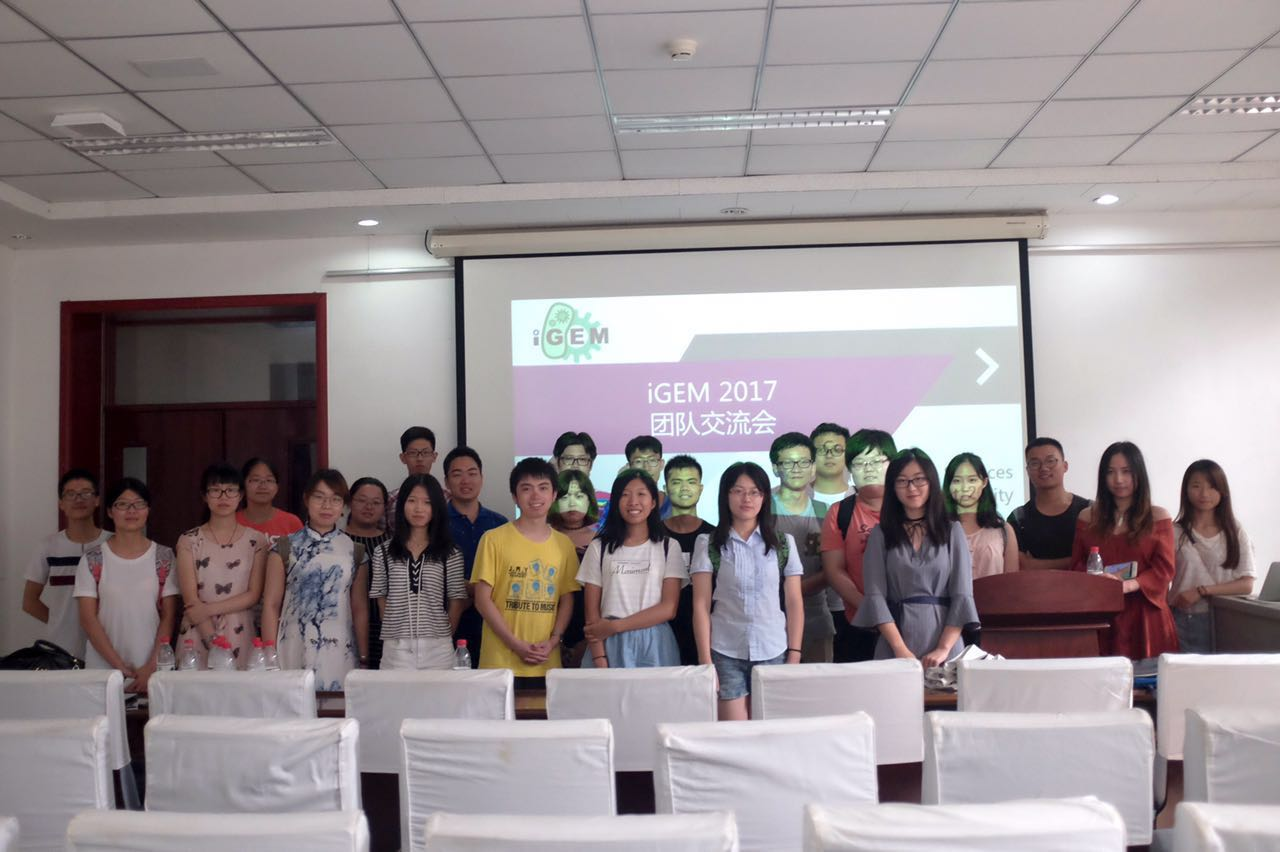 iGEM
iGEM 2017
团队交流会
TRIBUTE TO MUSIC